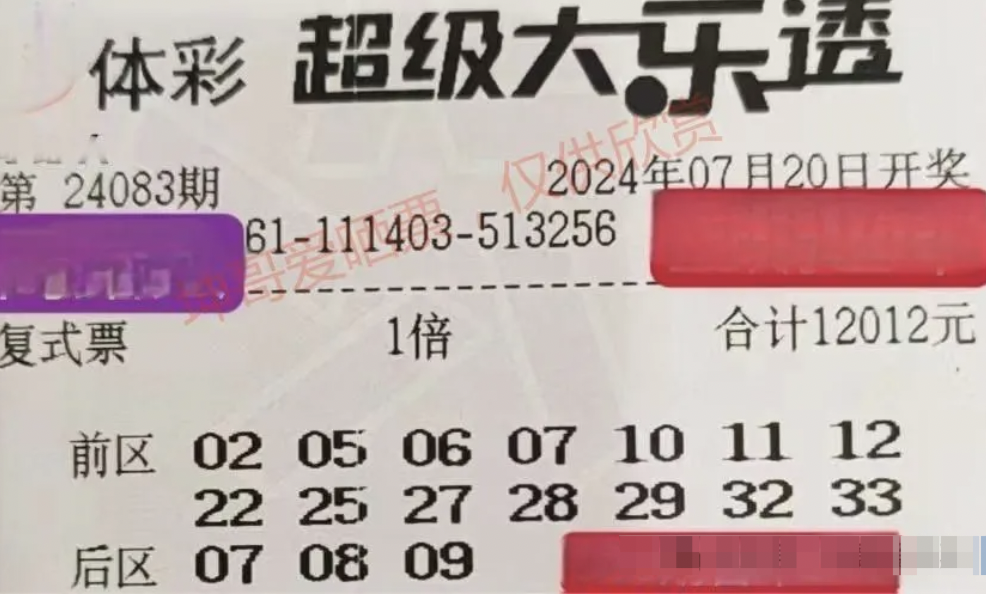 体彩 超级大乐透
第 24083期 2024年07月20日开奖
61-111403-513256
坤哥爱晒票 仅供欣赏
复式票 1倍 合计12012元
前区 02 05 06 07 10 11 12
22 25 27 28 29 32 33
后区 07 08 09